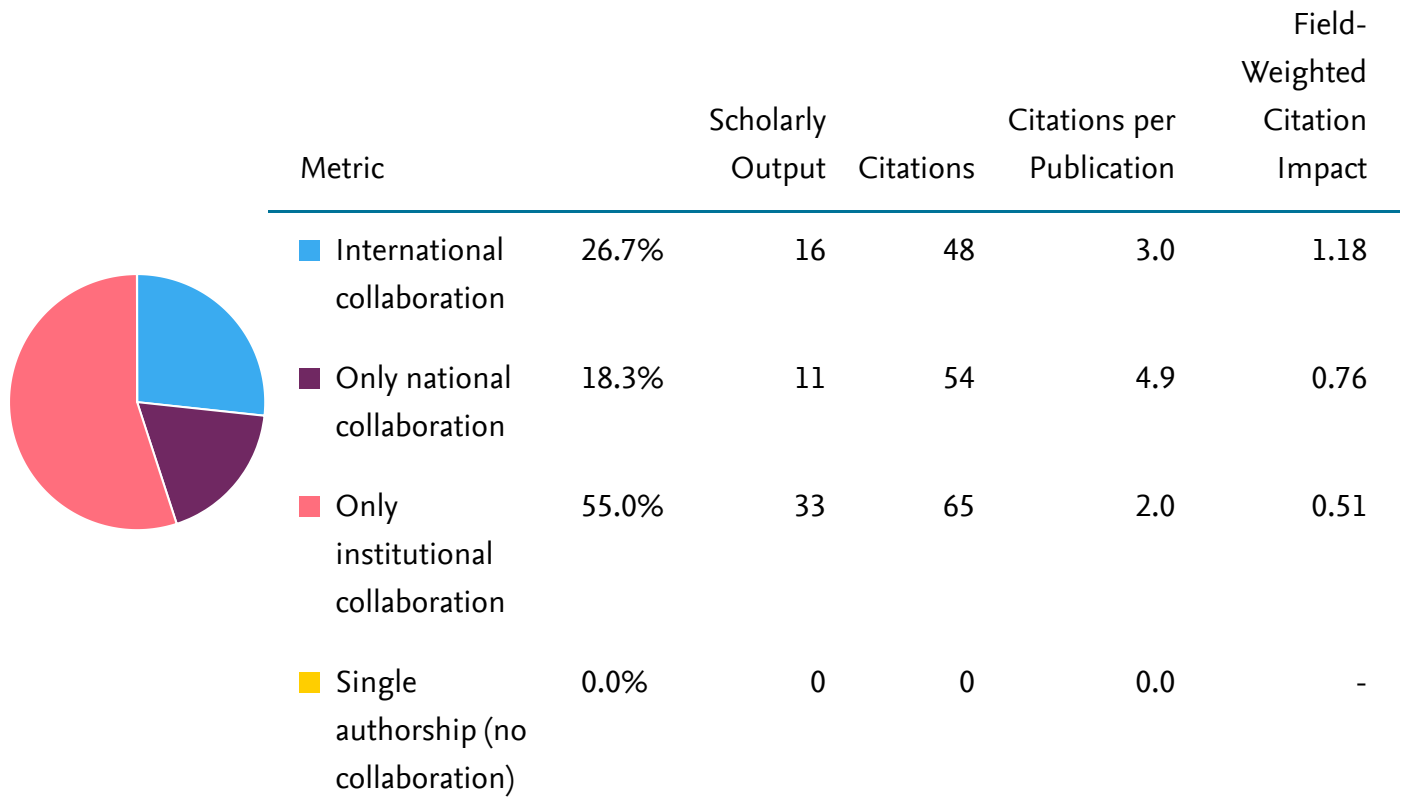 Field-
Weighted
Scholarly Citations per Citation
Metric Output Citations Publication Impact
International 26.7% 16 48 3.0 1.18
collaboration
Only national 18.3% 11 54 4.9 0.76
collaboration
Only 55.0% 33 65 2.0 0.51
institutional
collaboration
Single 0.0% 0 0 0.0 -
authorship (no
collaboration)